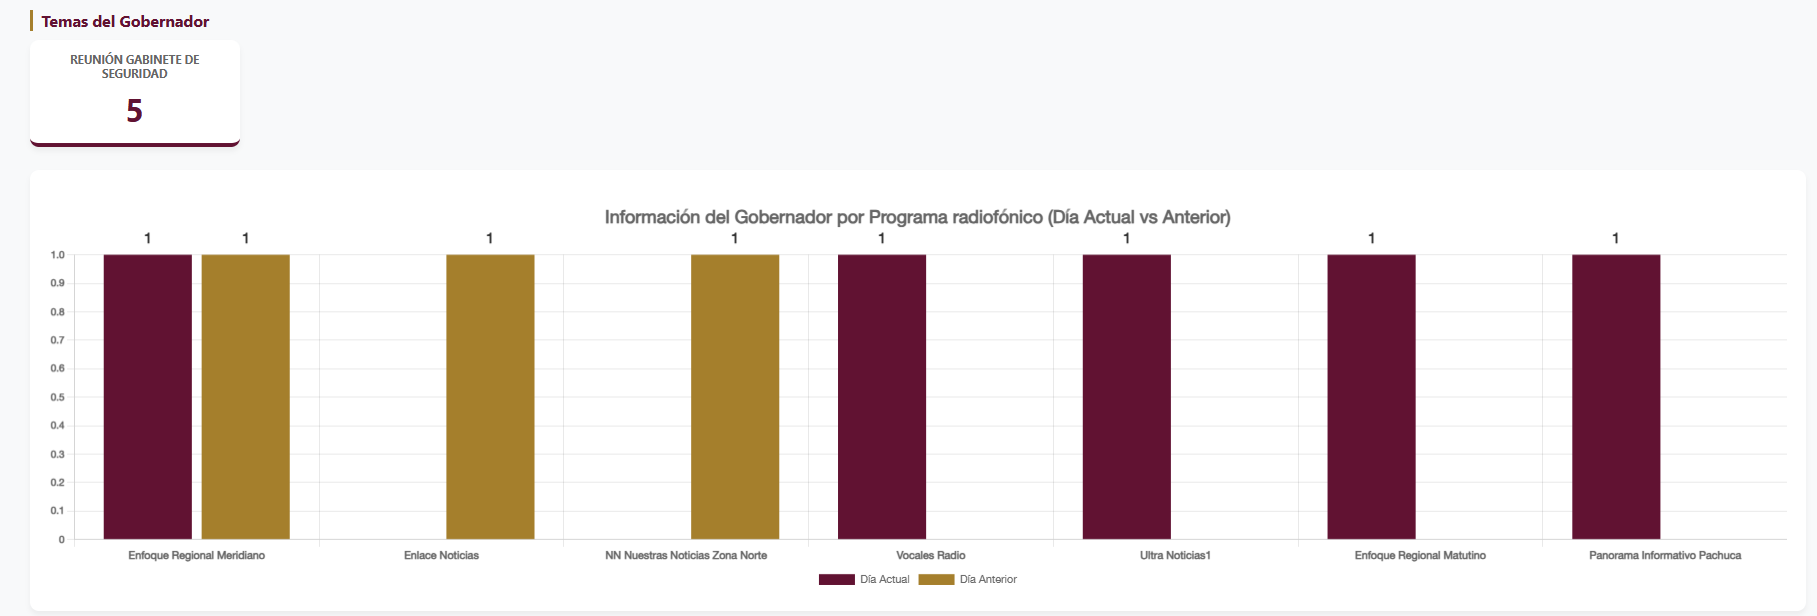 Temas del Gobernador
REUNIÓN GABINETE DE
SEGURIDAD
5
Información del Gobernador por Programa radiofónico (Día Actual vs Anterior)
1 1 1 1 1 1 1 1
1.0
0.9
0.8
0.7
0.6
0.5
0.4
0.3
0.2
0.1
0
Enfoque Regional Meridiano Enlace Noticias NN Nuestras Noticias Zona Norte Vocales Radio Ultra Noticias1 Enfoque Regional Matutino Panorama Informativo Pachuca
Día Actual Día Anterior